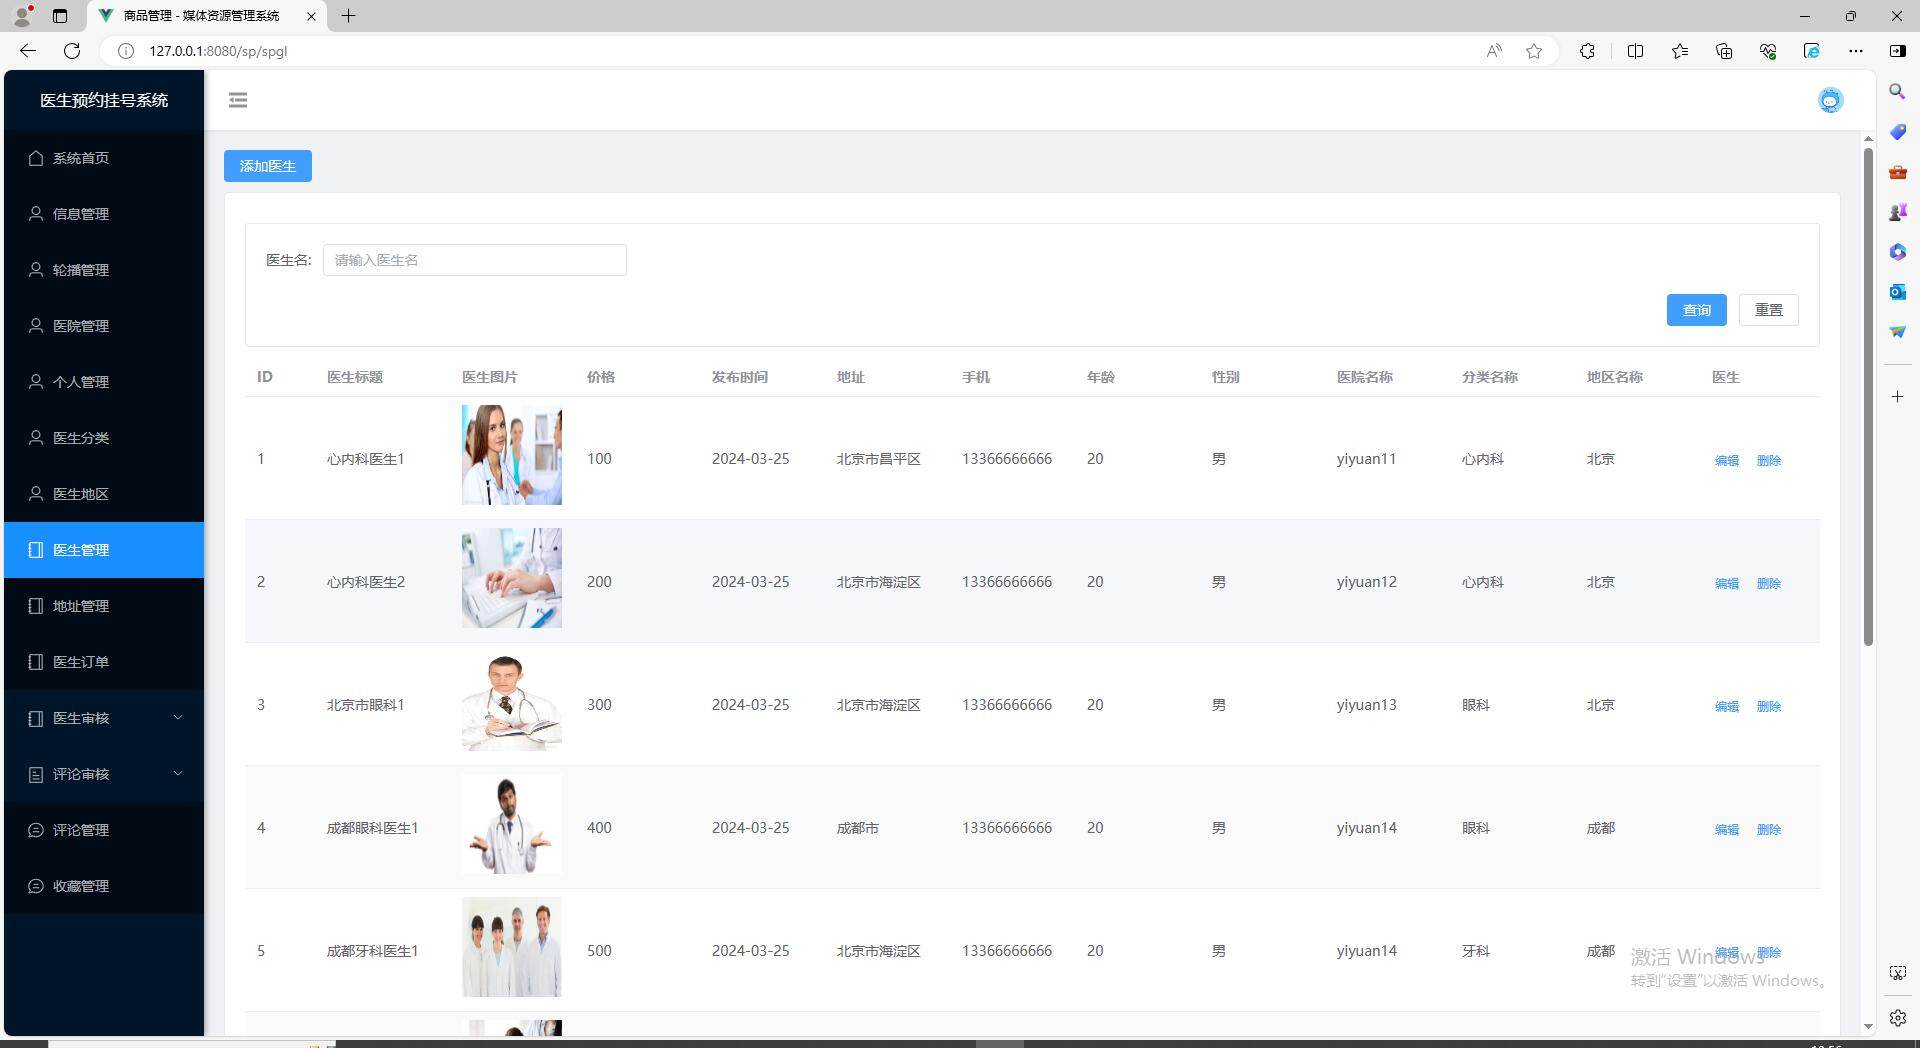 商品管理 - 媒体资源管理系统
127.0.0.1:8080/sp/spgl
医生预约挂号系统
系统首页
信息管理
轮播管理
医院管理
个人管理
医生分类
医生地区
医生管理
地址管理
医生订单
医生审核
评论审核
评论管理
收藏管理
添加医生
医生名: 请输入医生名
查询 重置
ID 医生标题 医生图片 价格 发布时间 地址 手机 年龄 性别 医院名称 分类名称 地区名称 医生
1 心内科医生1 100 2024-03-25 北京市昌平区 13366666666 20 男 yiyuan11 心内科 北京 编辑 删除
2 心内科医生2 200 2024-03-25 北京市海淀区 13366666666 20 男 yiyuan12 心内科 北京 编辑 删除
3 北京市眼科1 300 2024-03-25 北京市海淀区 13366666666 20 男 yiyuan13 眼科 北京 编辑 删除
4 成都眼科医生1 400 2024-03-25 成都市 13366666666 20 男 yiyuan14 眼科 成都 编辑 删除
5 成都牙科医生1 500 2024-03-25 北京市海淀区 13366666666 20 男 yiyuan14 牙科 成都 编辑 删除
激活 Windows
转到"设置"以激活 Windows。